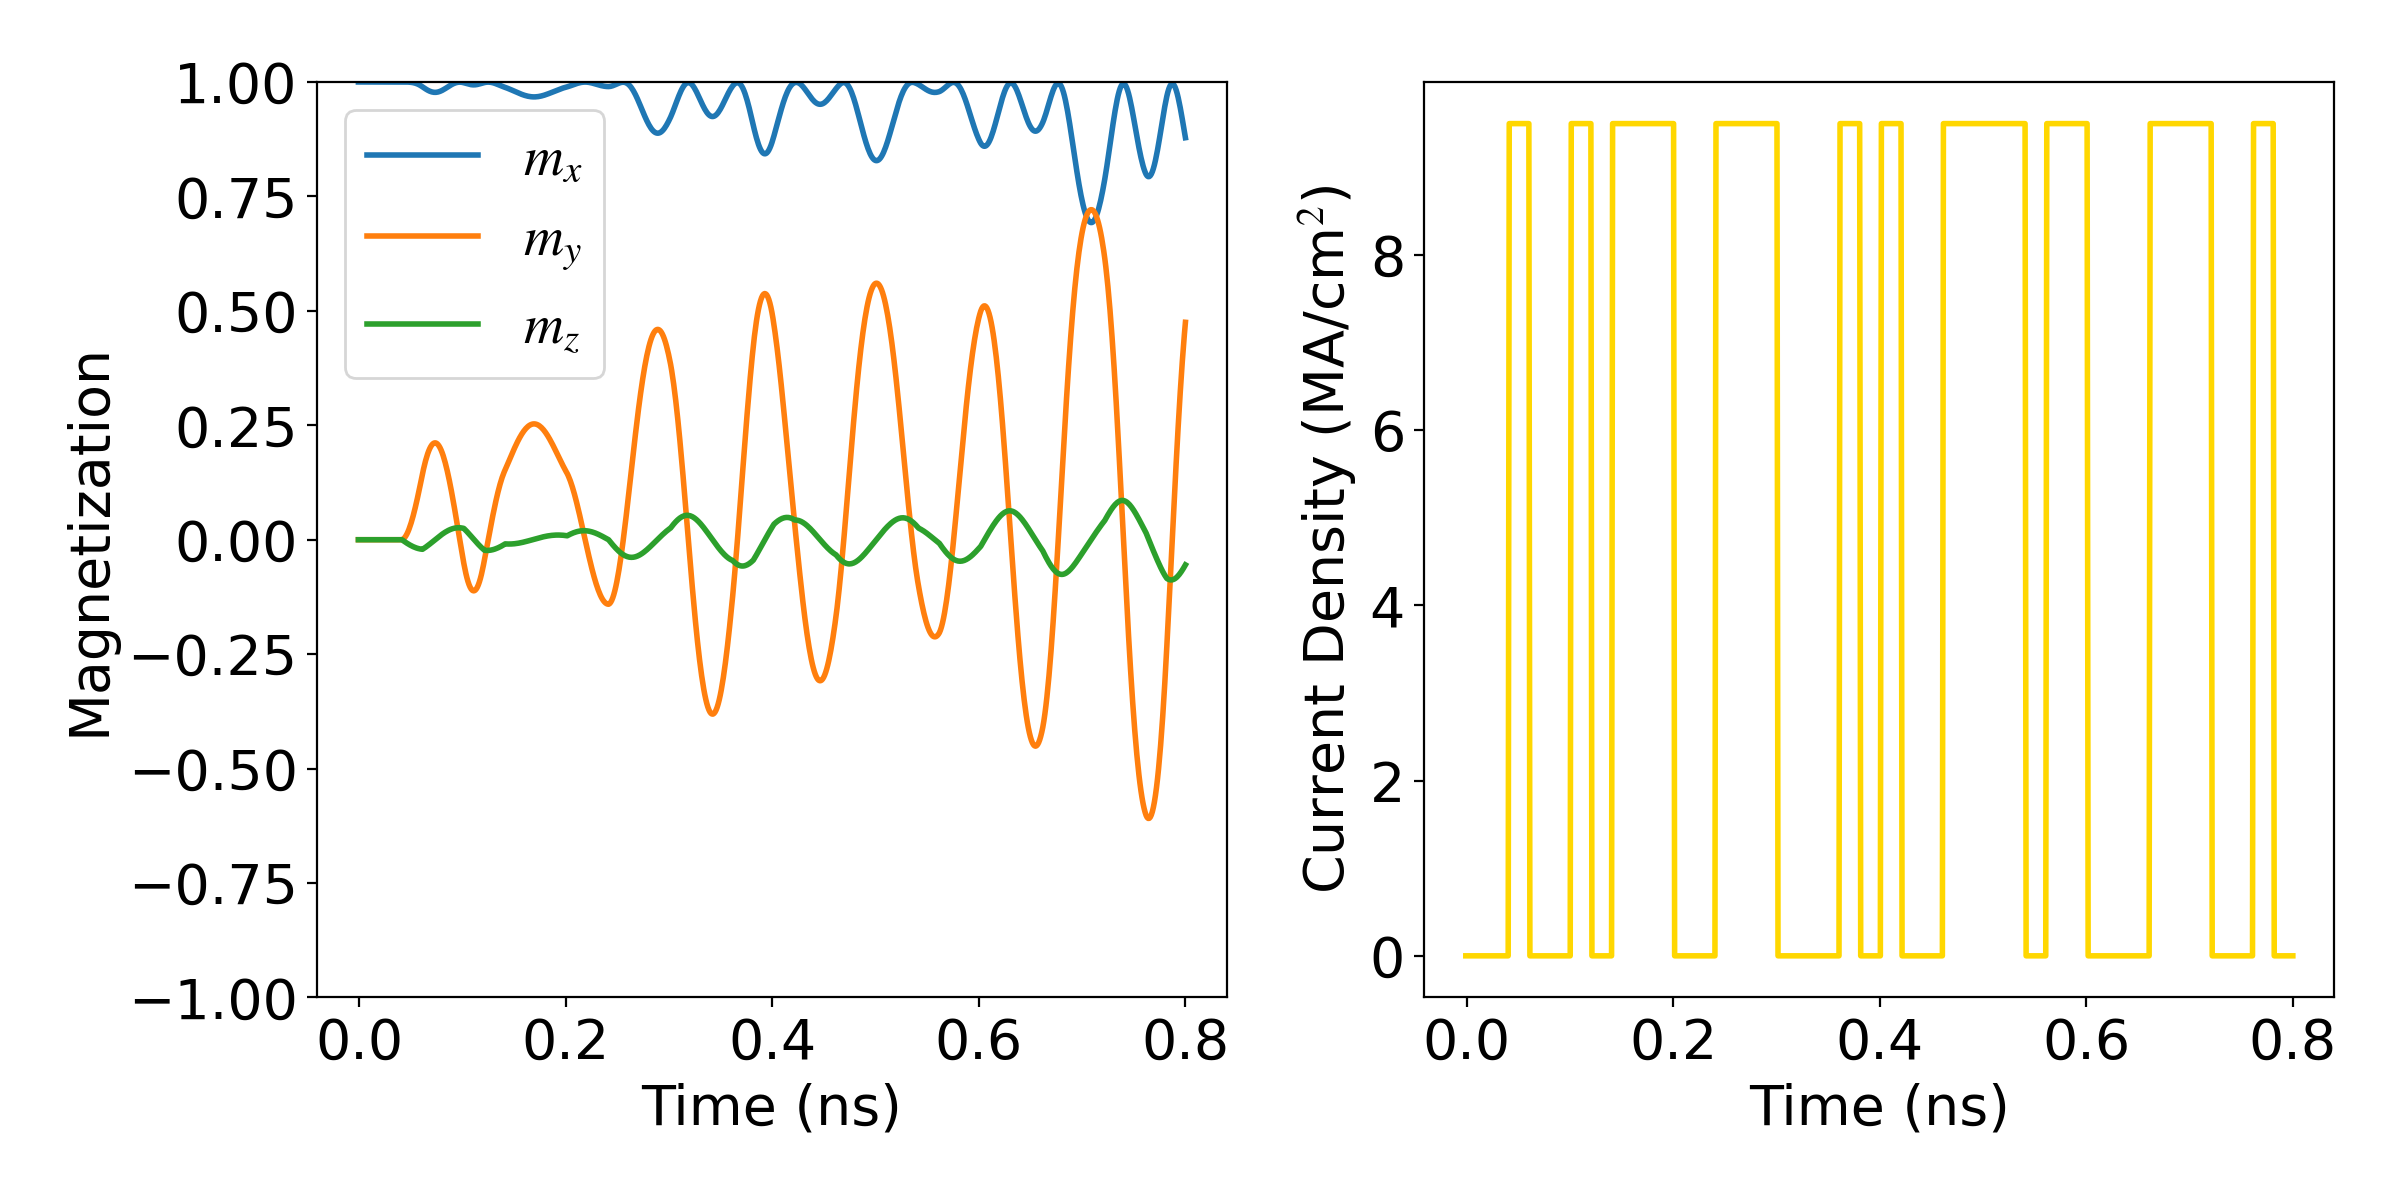 1.00
0.75
0.50
0.25
0.00
−0.25
−0.50
−0.75
−1.00
Magnetization
m_x
m_y
m_z
0.0 0.2 0.4 0.6 0.8
Time (ns)
8
6
4
2
0
Current Density (MA/cm²)
0.0 0.2 0.4 0.6 0.8
Time (ns)